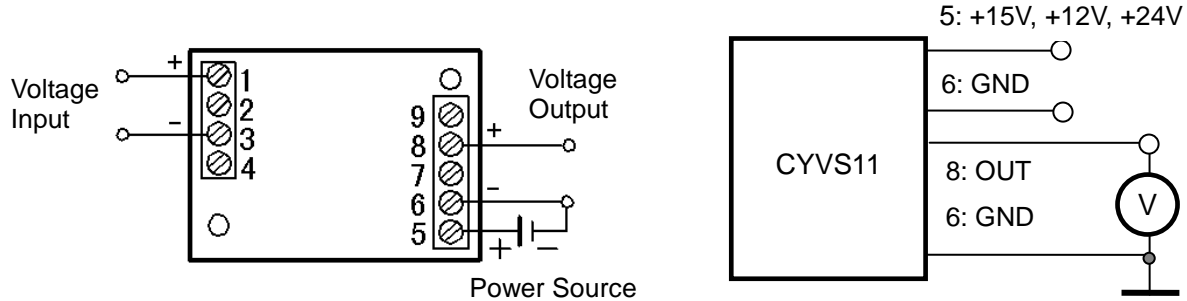 Voltage
Input
+
−
1
2
3
4
9
8
7
6
5
+
−
+
−
Voltage
Output
Power Source
CYVS11
5: +15V, +12V, +24V
6: GND
8: OUT
6: GND
V